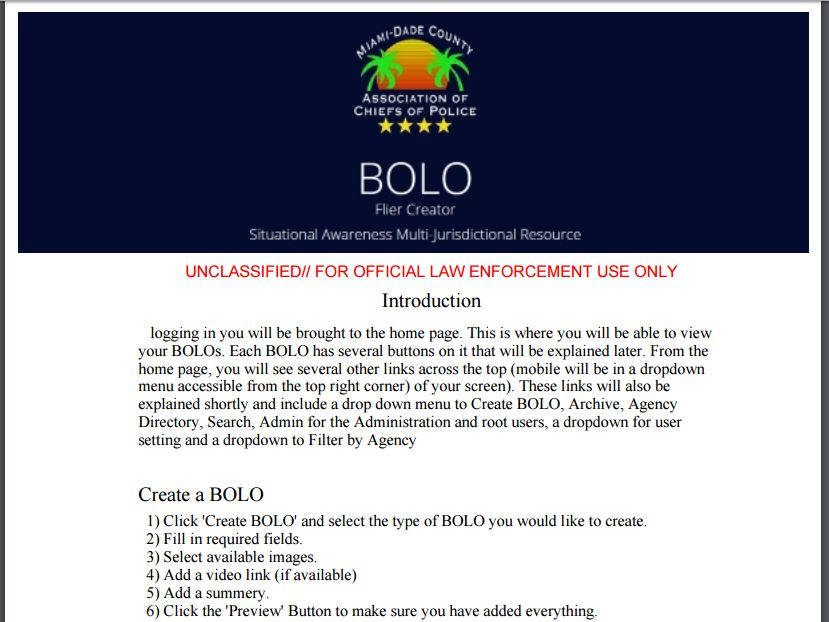 MIAMI-DADE COUNTY
ASSOCIATION OF
CHIEFS OF POLICE
BOLO
Flier Creator
Situational Awareness Multi-Jurisdictional Resource
UNCLASSIFIED// FOR OFFICIAL LAW ENFORCEMENT USE ONLY
Introduction
logging in you will be brought to the home page. This is where you will be able to view
your BOLOs. Each BOLO has several buttons on it that will be explained later. From the
home page, you will see several other links across the top (mobile will be in a dropdown
menu accessible from the top right corner) of your screen). These links will also be
explained shortly and include a drop down menu to Create BOLO, Archive, Agency
Directory, Search, Admin for the Administration and root users, a dropdown for user
setting and a dropdown to Filter by Agency
Create a BOLO
1) Click 'Create BOLO' and select the type of BOLO you would like to create.
2) Fill in required fields.
3) Select available images.
4) Add a video link (if available)
5) Add a summery.
6) Click the 'Preview' Button to make sure you have added everything.